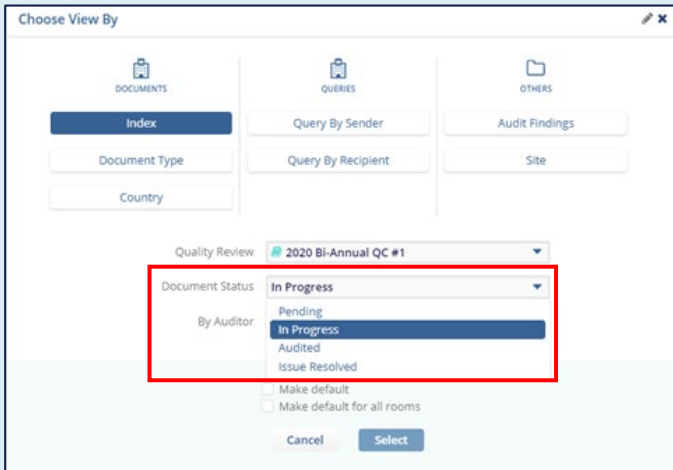 Choose View By
DOCUMENTS
QUERIES
OTHERS
Index
Query By Sender
Audit Findings
Document Type
Query By Recipient
Site
Country
Quality Review
2020 Bi-Annual QC #1
Document Status
In Progress
By Auditor
Pending
In Progress
Audited
Issue Resolved
Make default
Make default for all rooms
Cancel
Select